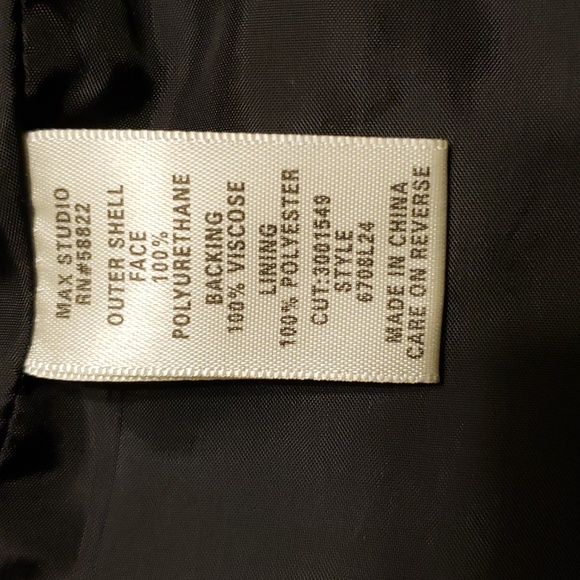 MAX STUDIO
RN#58822
OUTER SHELL
FACE
100%
POLYURETHANE
BACKING
100% VISCOSE
LINING
100% POLYESTER
CUT:3001549
STYLE
6708L24
MADE IN CHINA
CARE ON REVERSE